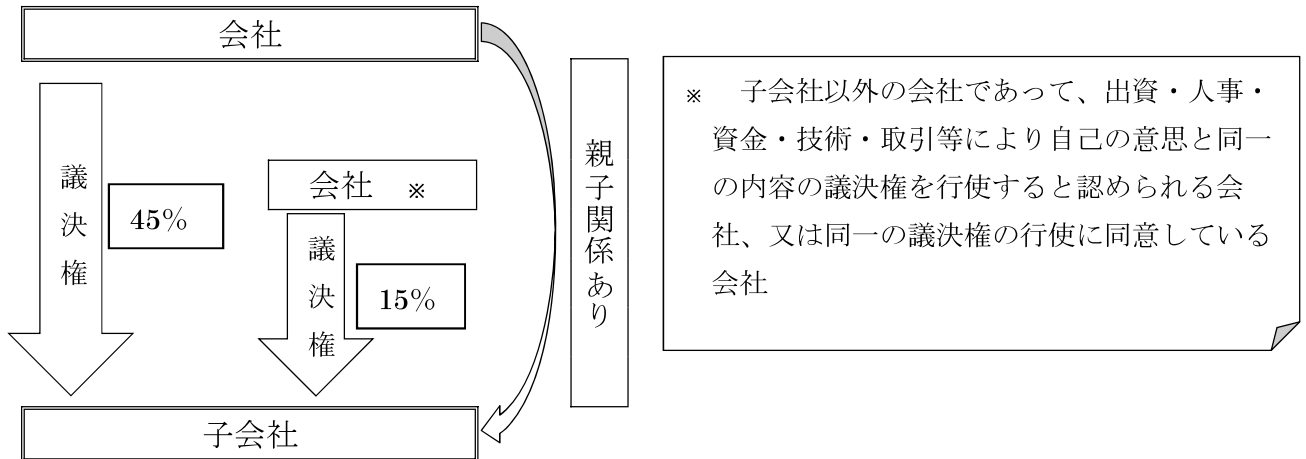 会社
議決権
45%
会社 ※
議決権
15%
親子関係あり
子会社
※ 子会社以外の会社であって、出資・人事・
資金・技術・取引等により自己の意思と同一
の内容の議決権を行使すると認められる会
社、又は同一の議決権の行使に同意している
会社